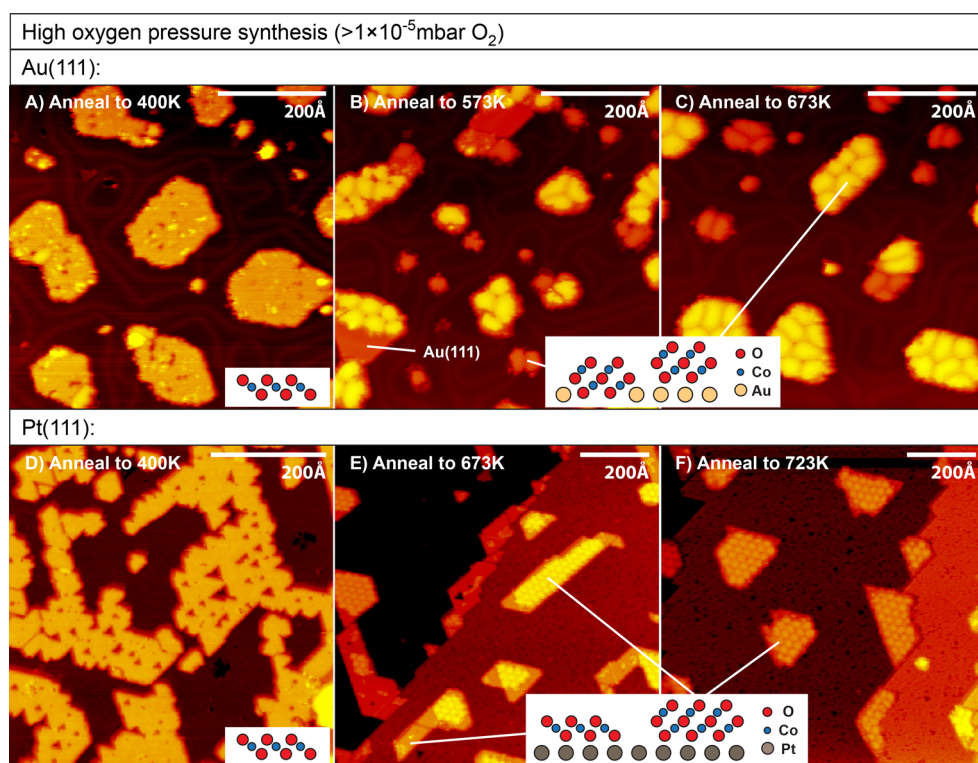 High oxygen pressure synthesis (>1×10⁻⁵mbar O₂)
Au(111):
A) Anneal to 400K
200Å
B) Anneal to 573K
200Å
C) Anneal to 673K
200Å
Au(111)
O
Co
Au
Pt(111):
D) Anneal to 400K
200Å
E) Anneal to 673K
200Å
F) Anneal to 723K
200Å
O
Co
Pt